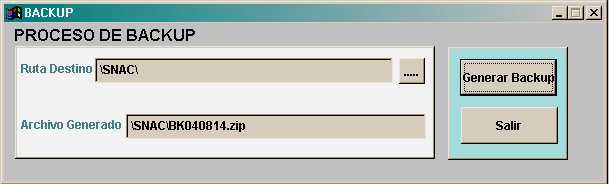 BACKUP
PROCESO DE BACKUP
Ruta Destino \SNAC\ .....
Generar Backup
Archivo Generado \SNAC\BK040814.zip
Salir